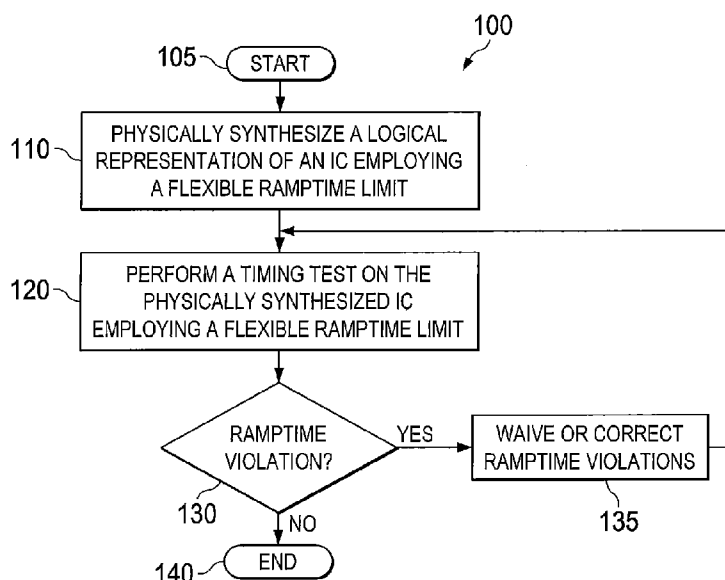 100
105
START
110
PHYSICALLY SYNTHESIZE A LOGICAL
REPRESENTATION OF AN IC EMPLOYING
A FLEXIBLE RAMPTIME LIMIT
120
PERFORM A TIMING TEST ON THE
PHYSICALLY SYNTHESIZED IC
EMPLOYING A FLEXIBLE RAMPTIME LIMIT
RAMPTIME
VIOLATION?
YES
WAIVE OR CORRECT
RAMPTIME VIOLATIONS
130
135
NO
END
140